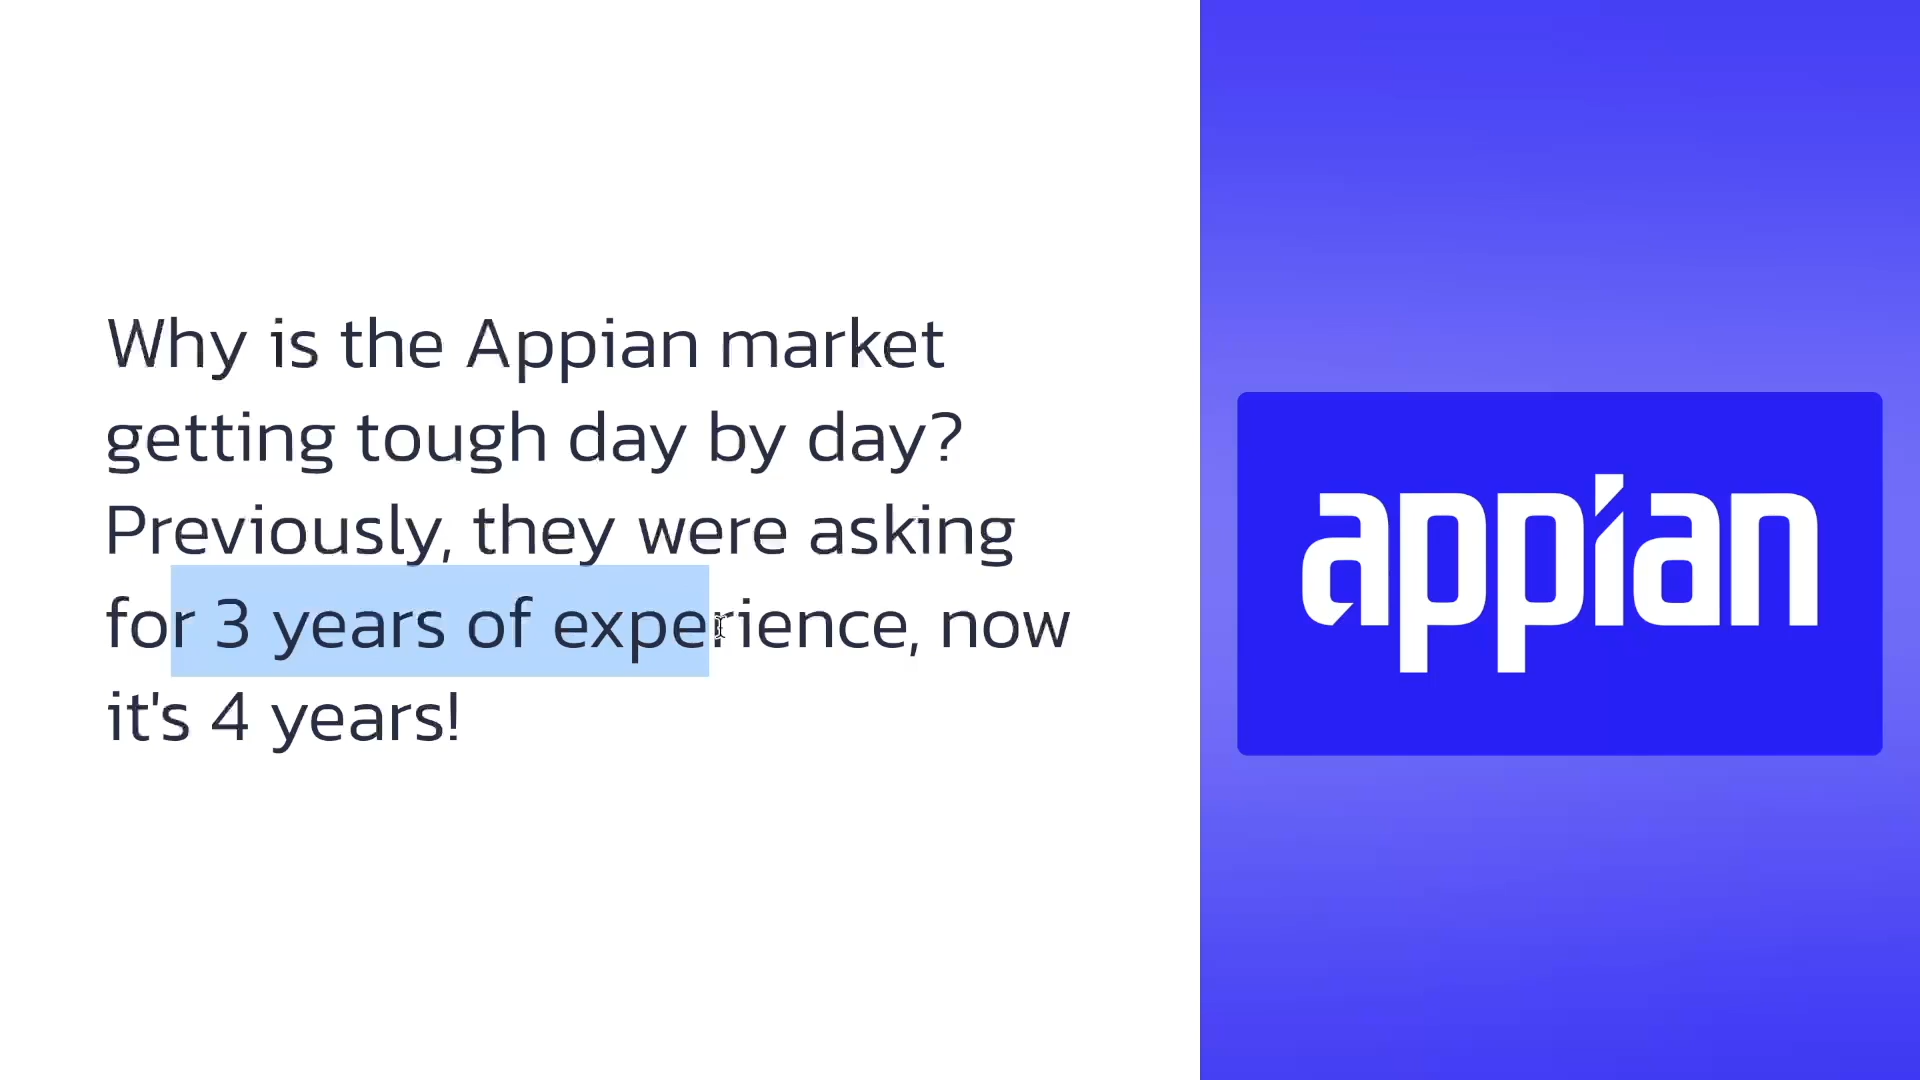 Why is the Appian market
getting tough day by day?
Previously, they were asking
for 3 years of experience, now
it's 4 years!
appian